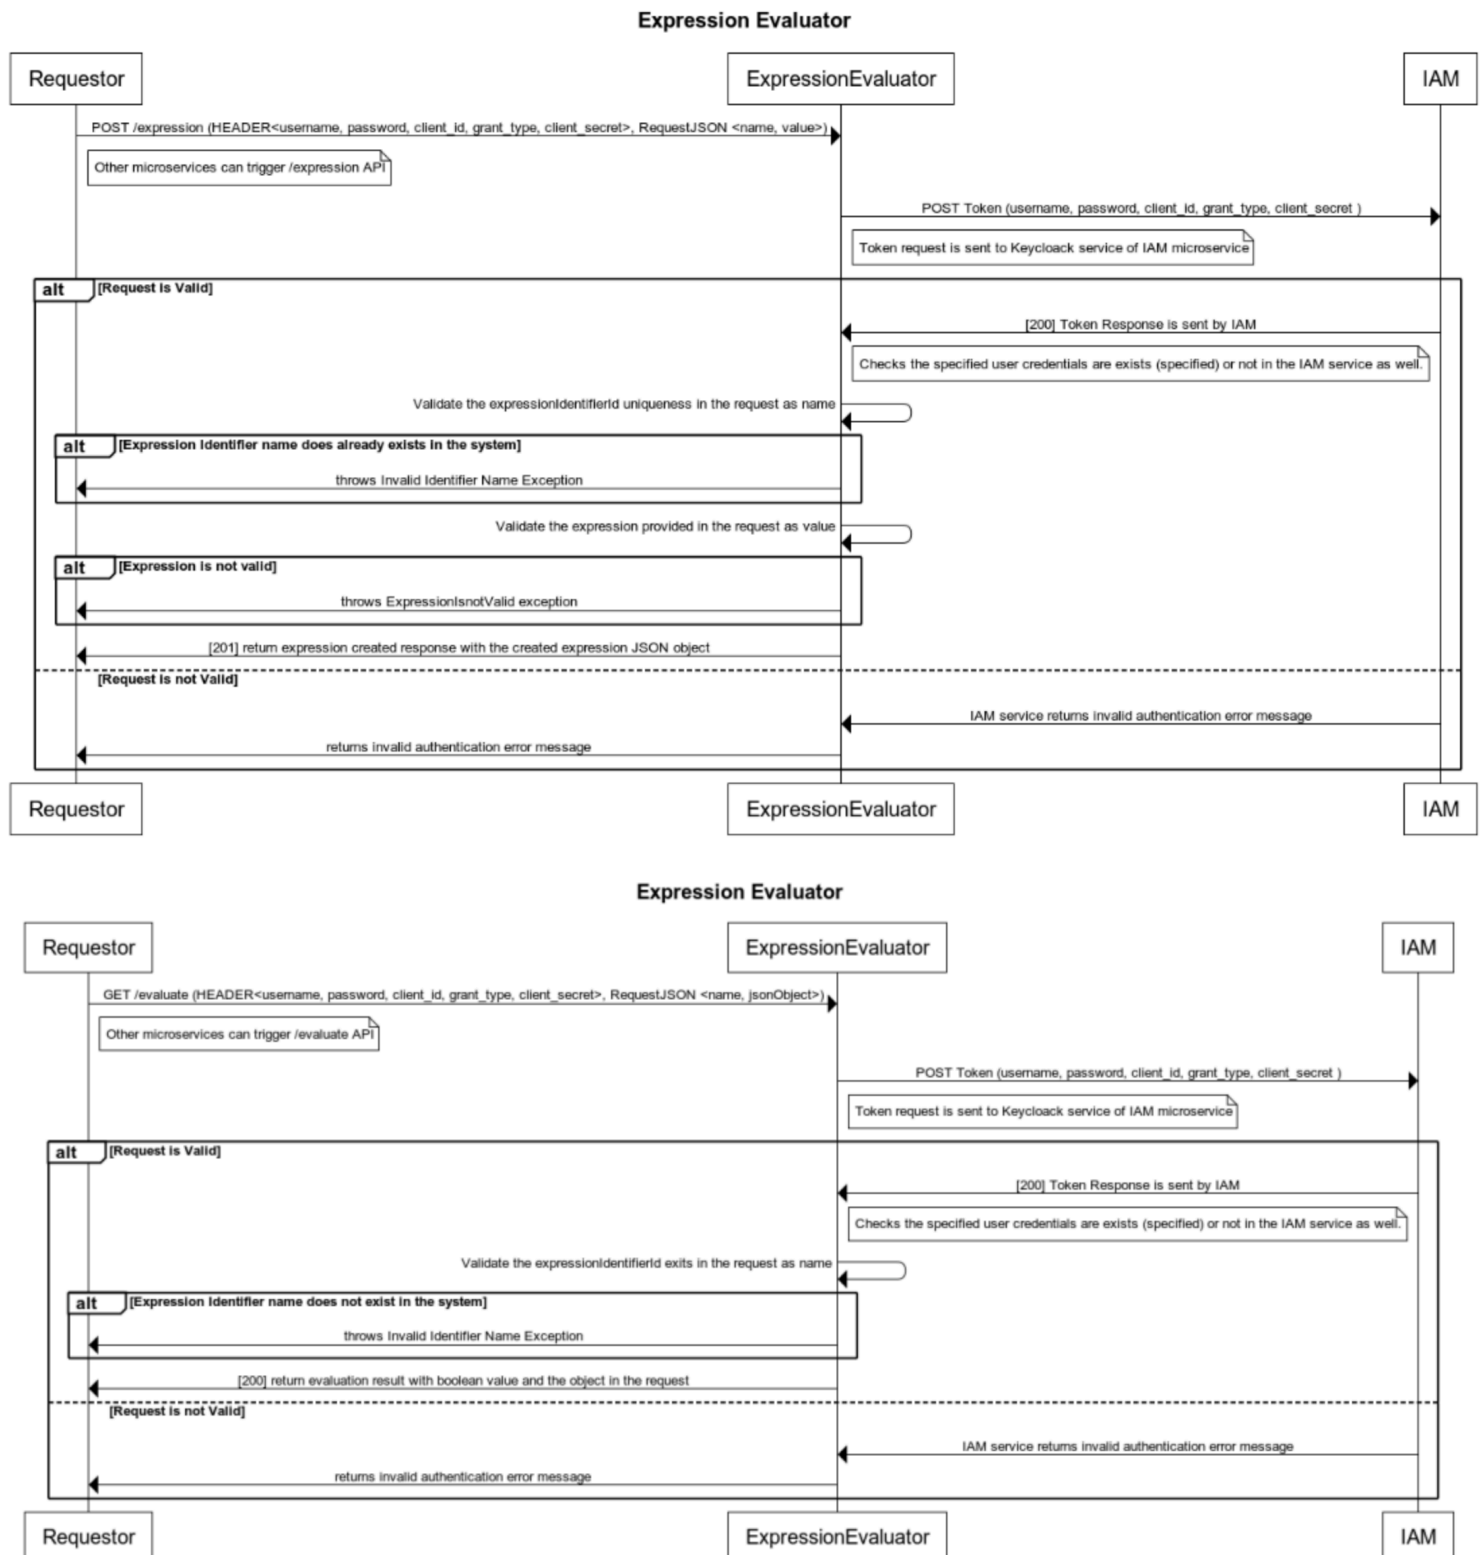 Expression Evaluator
Requestor
ExpressionEvaluator
IAM
POST /expression (HEADER<username, password, client_id, grant_type, client_secret>, RequestJSON <name, value>)
Other microservices can trigger /expression API
POST Token (username, password, client_id, grant_type, client_secret )
Token request is sent to Keycloack service of IAM microservice
alt
[Request is Valid]
[200] Token Response is sent by IAM
Checks the specified user credentials are exists (specified) or not in the IAM service as well.
Validate the expressionIdentifierId uniqueness in the request as name
alt
[Expression Identifier name does already exists in the system]
throws Invalid Identifier Name Exception
Validate the expression provided in the request as value
alt
[Expression is not valid]
throws ExpressionIsnotValid exception
[201] return expression created response with the created expression JSON object
[Request is not Valid]
IAM service returns invalid authentication error message
returns invalid authentication error message
Requestor
ExpressionEvaluator
IAM
Expression Evaluator
Requestor
ExpressionEvaluator
IAM
GET /evaluate (HEADER<username, password, client_id, grant_type, client_secret>, RequestJSON <name, jsonObject>)
Other microservices can trigger /evaluate API
POST Token (username, password, client_id, grant_type, client_secret )
Token request is sent to Keycloack service of IAM microservice
alt
[Request is Valid]
[200] Token Response is sent by IAM
Checks the specified user credentials are exists (specified) or not in the IAM service as well.
Validate the expressionIdentifierId exits in the request as name
alt
[Expression Identifier name does not exist in the system]
throws Invalid Identifier Name Exception
[200] return evaluation result with boolean value and the object in the request
[Request is not Valid]
IAM service returns invalid authentication error message
returns invalid authentication error message
Requestor
ExpressionEvaluator
IAM